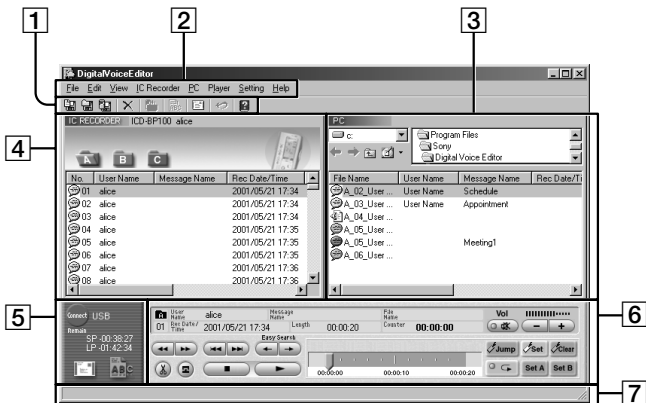 1 2 3
DigitalVoiceEditor
File Edit View IC Recorder PC Player Setting Help
4
IC RECORDER ICD-BP100 alice
A B C
No. User Name Message Name Rec Date/Time
01 alice 2001/05/21 17:34
02 alice 2001/05/21 17:34
03 alice 2001/05/21 17:34
04 alice 2001/05/21 17:35
05 alice 2001/05/21 17:35
06 alice 2001/05/21 17:35
07 alice 2001/05/21 17:36
08 alice 2001/05/21 17:36
PC
c:
Program Files
Sony
Digital Voice Editor
File Name User Name Message Name Rec Date/Ti
A_02_User ... User Name Schedule
A_03_User ... User Name Appointment
A_04_User ...
A_05_User ...
A_05_User ... Meeting1
A_06_User ...
5
Connect USB
Remain
SP -00:38:27
LP -01:42:34
ABC
6
User Name alice Message Name File Name
01 Rec Date/Time 2001/05/21 17:34 Length 00:00:20 Counter 00:00:00
Vol
- +
Easy Search
Jump Set Clear
Set A Set B
00:00:00 00:00:10 00:00:20
7